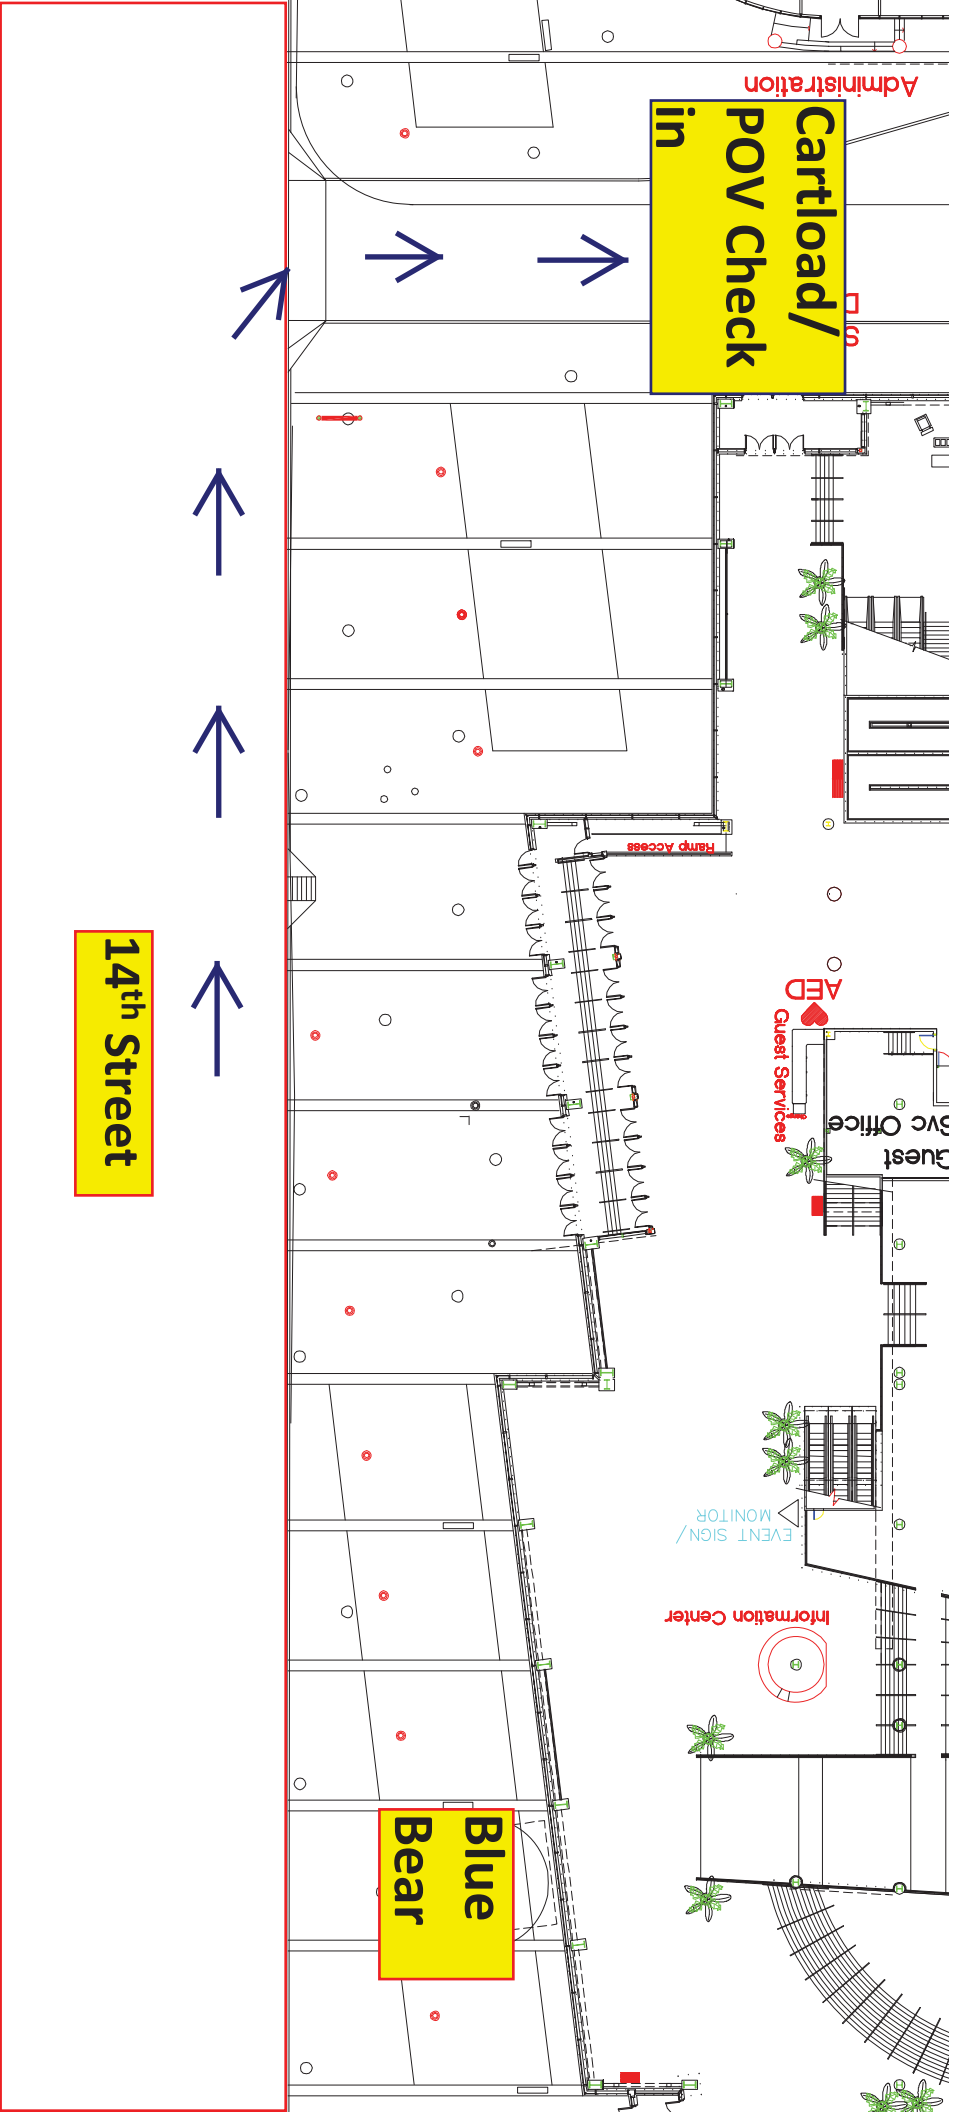 Administration
Cartload/
POV Check
in
D
S
Ramp Access
AED
Guest Services
Guest
Svc Office
14th Street
EVENT SIGN/
MONITOR
Information Center
Blue
Bear